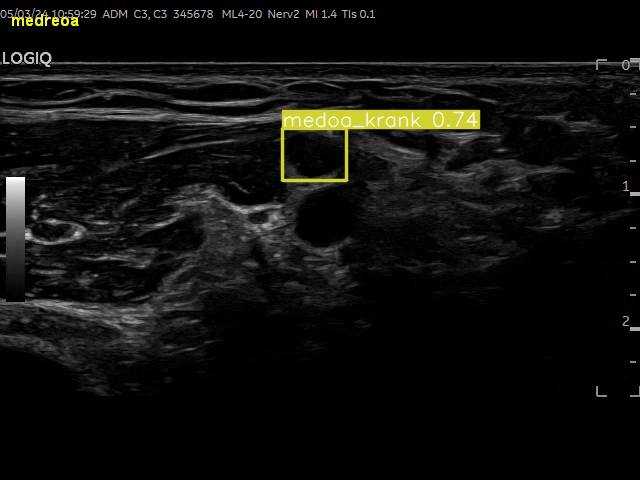 05/03/24 10:59:29 ADM C3, C3 345678 ML4-20 Nerv2 MI 1.4 TIs 0.1
medreoa
LOGIQ
0
medoa_krank 0.74
1
2